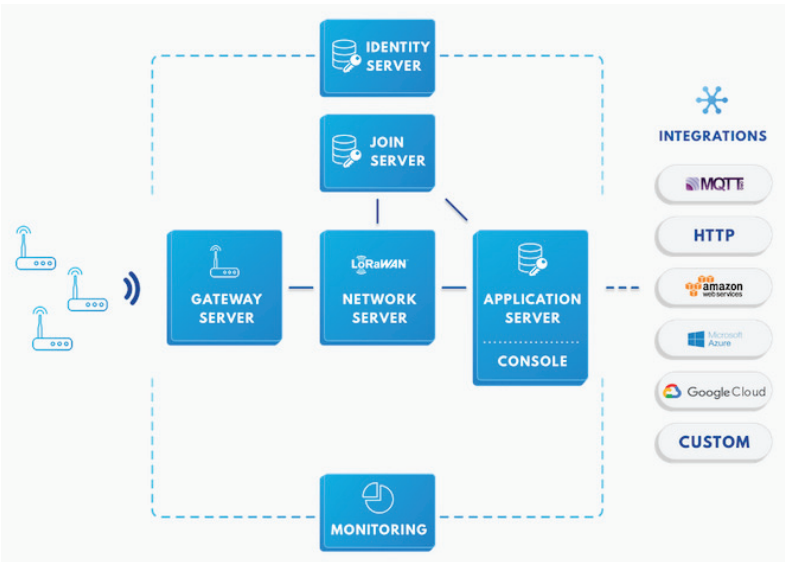 IDENTITY
SERVER
JOIN
SERVER
GATEWAY
SERVER
LoRaWAN
NETWORK
SERVER
APPLICATION
SERVER
CONSOLE
MONITORING
INTEGRATIONS
MQTT
HTTP
amazon
web services
Microsoft
Azure
Google Cloud
CUSTOM